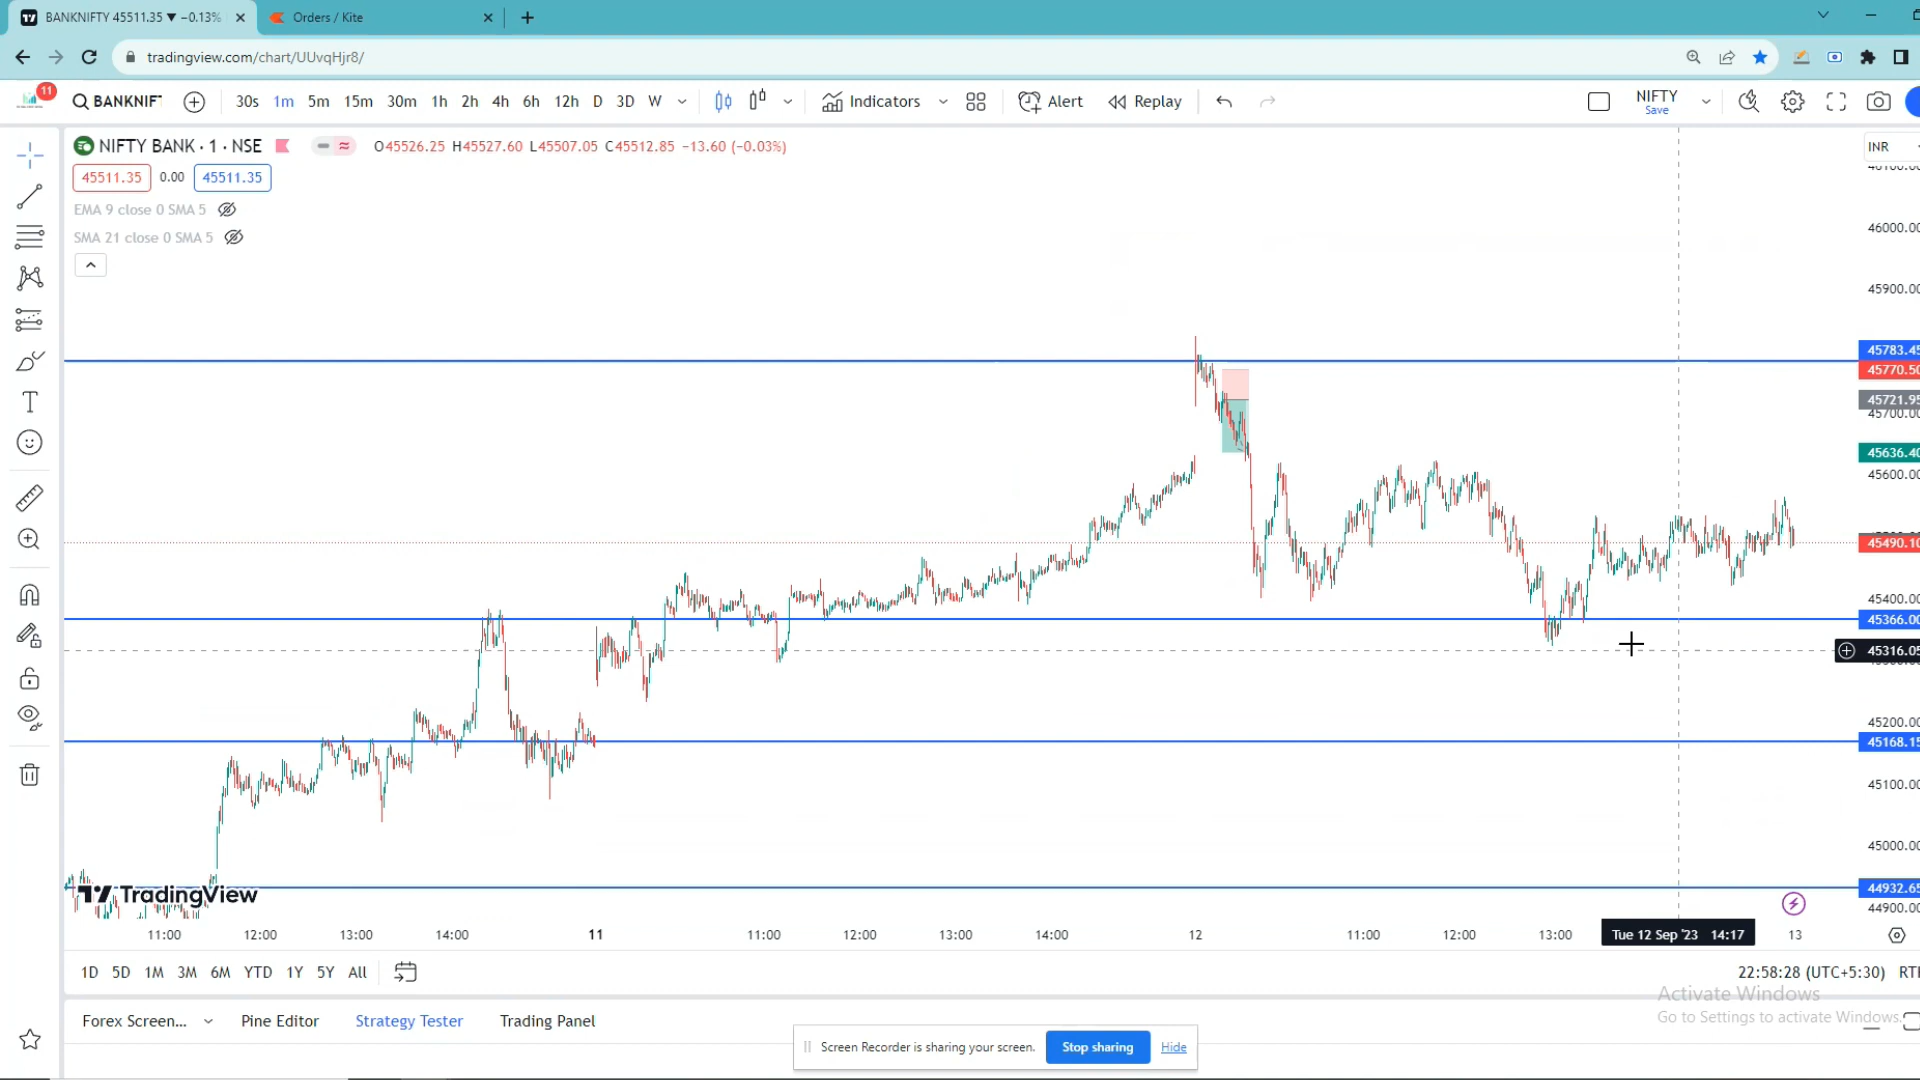 BANKNIFTY 45511.35 ▼ −0.13%
Orders / Kite
tradingview.com/chart/UUvqHjr8/
11
BANKNIFT
30s 1m 5m 15m 30m 1h 2h 4h 6h 12h D 3D W
Indicators
Alert
Replay
NIFTY
Save
NIFTY BANK · 1 · NSE
O45526.25 H45527.60 L45507.05 C45512.85 −13.60 (−0.03%)
INR
45511.35 0.00 45511.35
EMA 9 close 0 SMA 5
SMA 21 close 0 SMA 5
46000.00
45900.00
45783.45
45770.50
45721.95
45700.00
45636.40
45600.00
45490.10
45400.00
45366.00
45316.05
45200.00
45168.15
45100.00
45000.00
44932.65
44900.00
TradingView
11:00 12:00 13:00 14:00 11 11:00 12:00 13:00 14:00 12 11:00 12:00 13:00 Tue 12 Sep '23 14:17 13
1D 5D 1M 3M 6M YTD 1Y 5Y All
22:58:28 (UTC+5:30)
Activate Windows
Go to Settings to activate Windows.
Forex Screen... Pine Editor Strategy Tester Trading Panel
Screen Recorder is sharing your screen. Stop sharing Hide